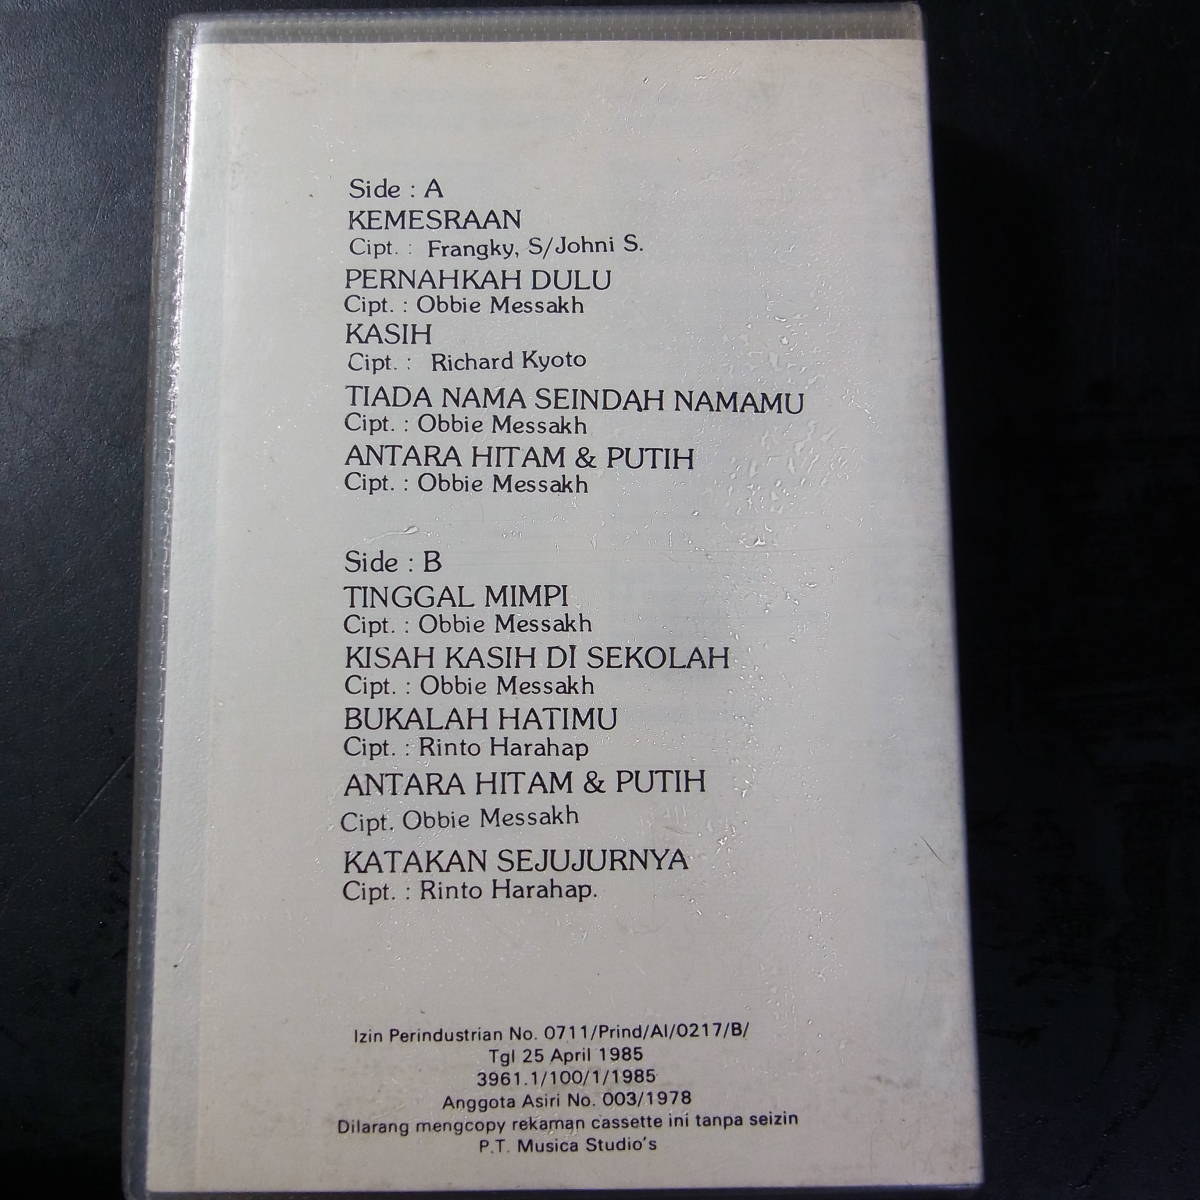 Side : A
KEMESRAAN
Cipt. : Frangky, S/Johni S.
PERNAHKAH DULU
Cipt. : Obbie Messakh
KASIH
Cipt. : Richard Kyoto
TIADA NAMA SEINDAH NAMAMU
Cipt. : Obbie Messakh
ANTARA HITAM & PUTIH
Cipt. : Obbie Messakh
Side : B
TINGGAL MIMPI
Cipt. : Obbie Messakh
KISAH KASIH DI SEKOLAH
Cipt. : Obbie Messakh
BUKALAH HATIMU
Cipt. : Rinto Harahap
ANTARA HITAM & PUTIH
Cipt. Obbie Messakh
KATAKAN SEJUJURNYA
Cipt. : Rinto Harahap.
Izin Perindustrian No. 0711/Prind/AI/0217/B/
Tgl 25 April 1985
3961.1/100/1/1985
Anggota Asiri No. 003/1978
Dilarang mengcopy rekaman cassette ini tanpa seizin
P.T. Musica Studio's